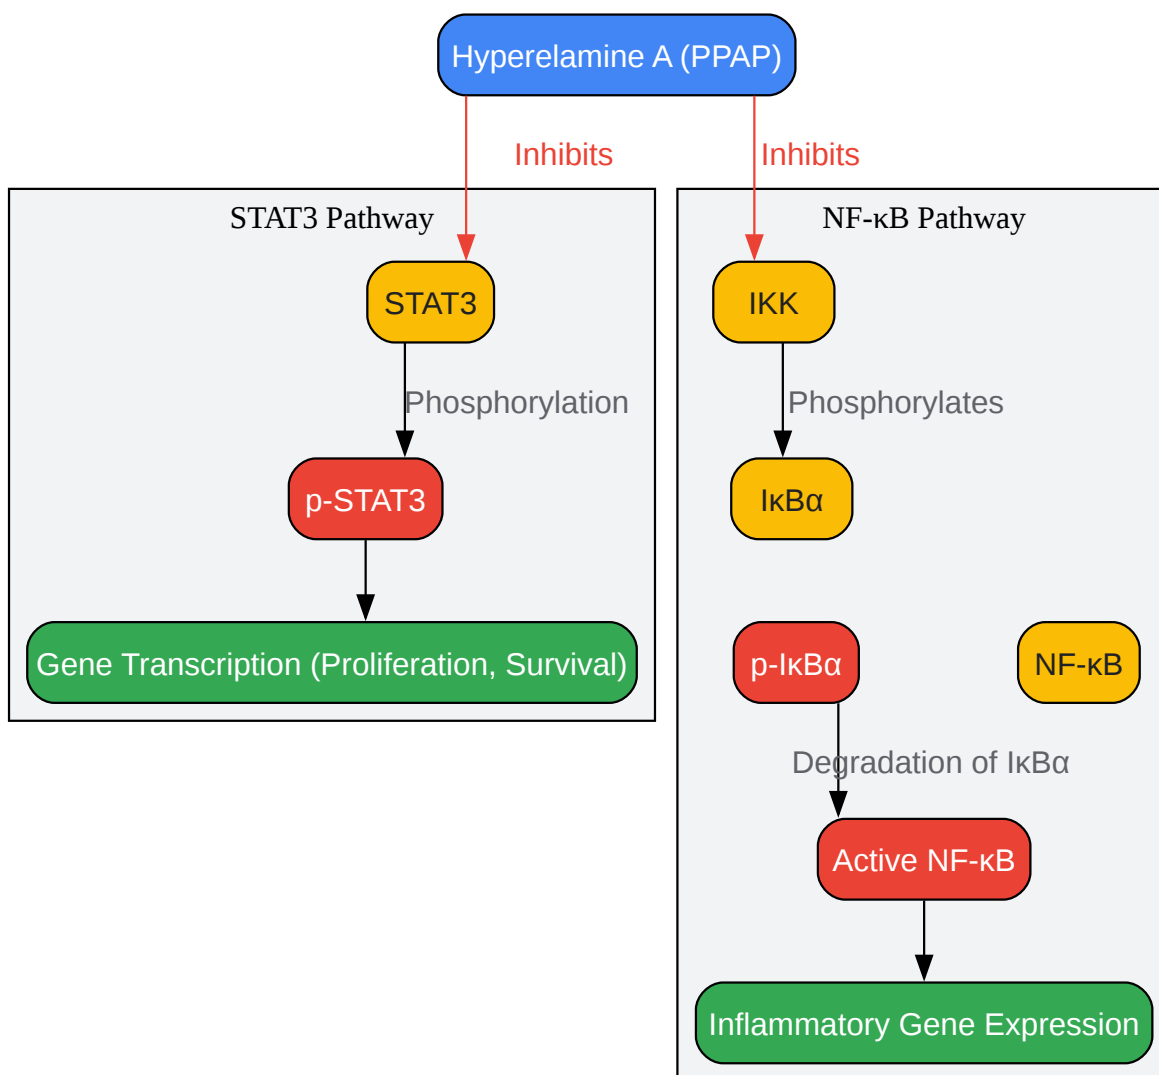 Hyperelamine A (PPAP)
Inhibits
Inhibits
STAT3 Pathway
STAT3
Phosphorylation
p-STAT3
Gene Transcription (Proliferation, Survival)
NF-κB Pathway
IKK
Phosphorylates
IκBα
p-IκBα
NF-κB
Degradation of IκBα
Active NF-κB
Inflammatory Gene Expression